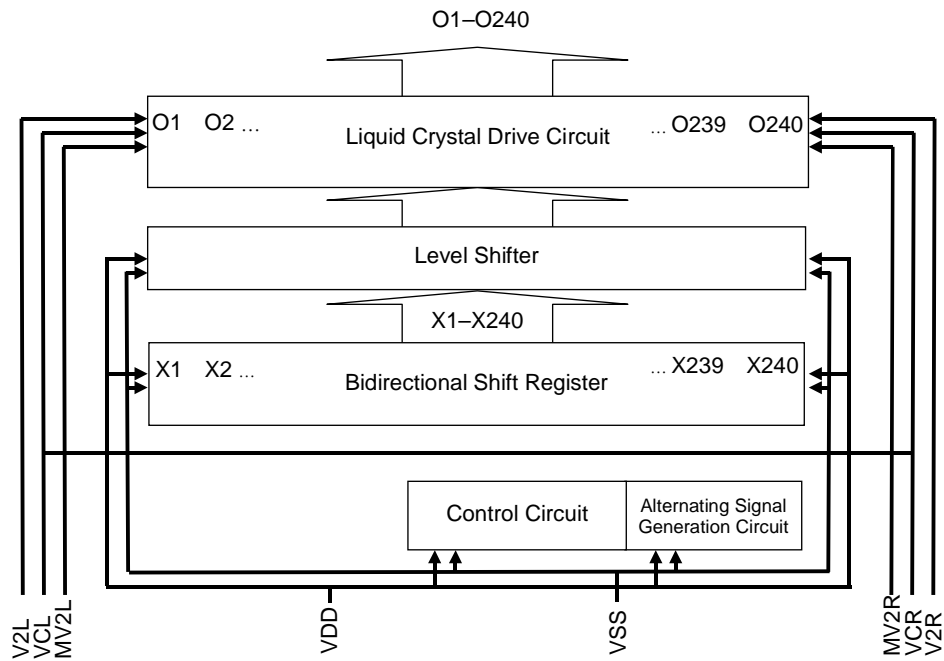 O1–O240
O1 O2 ... ... O239 O240
Liquid Crystal Drive Circuit
Level Shifter
X1–X240
X1 X2 ... ... X239 X240
Bidirectional Shift Register
Control Circuit
Alternating Signal
Generation Circuit
V2L
VCL
MV2L
VDD
VSS
MV2R
VCR
V2R